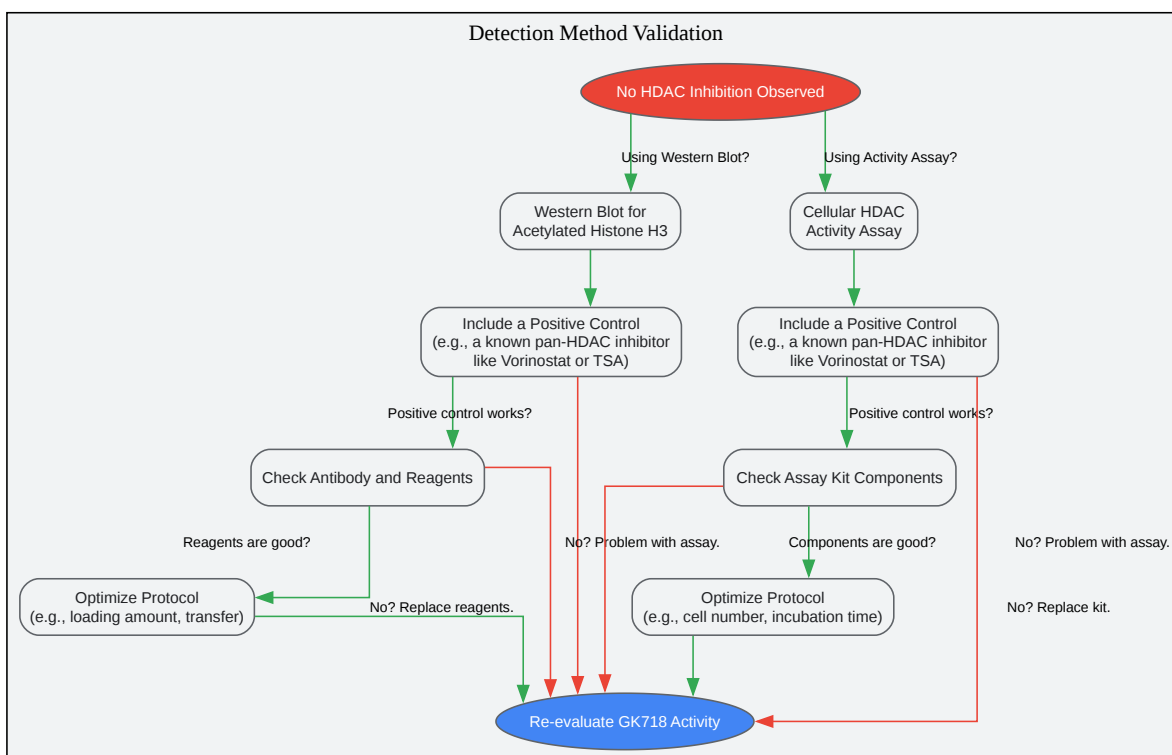 Detection Method Validation
No HDAC Inhibition Observed
Using Western Blot?
Using Activity Assay?
Western Blot for
Acetylated Histone H3
Cellular HDAC
Activity Assay
Include a Positive Control
(e.g., a known pan-HDAC inhibitor
like Vorinostat or TSA)
Include a Positive Control
(e.g., a known pan-HDAC inhibitor
like Vorinostat or TSA)
Positive control works?
Positive control works?
Check Antibody and Reagents
Check Assay Kit Components
Reagents are good?
No? Problem with assay.
Components are good?
No? Problem with assay.
Optimize Protocol
(e.g., loading amount, transfer)
No? Replace reagents.
Optimize Protocol
(e.g., cell number, incubation time)
No? Replace kit.
Re-evaluate GK718 Activity